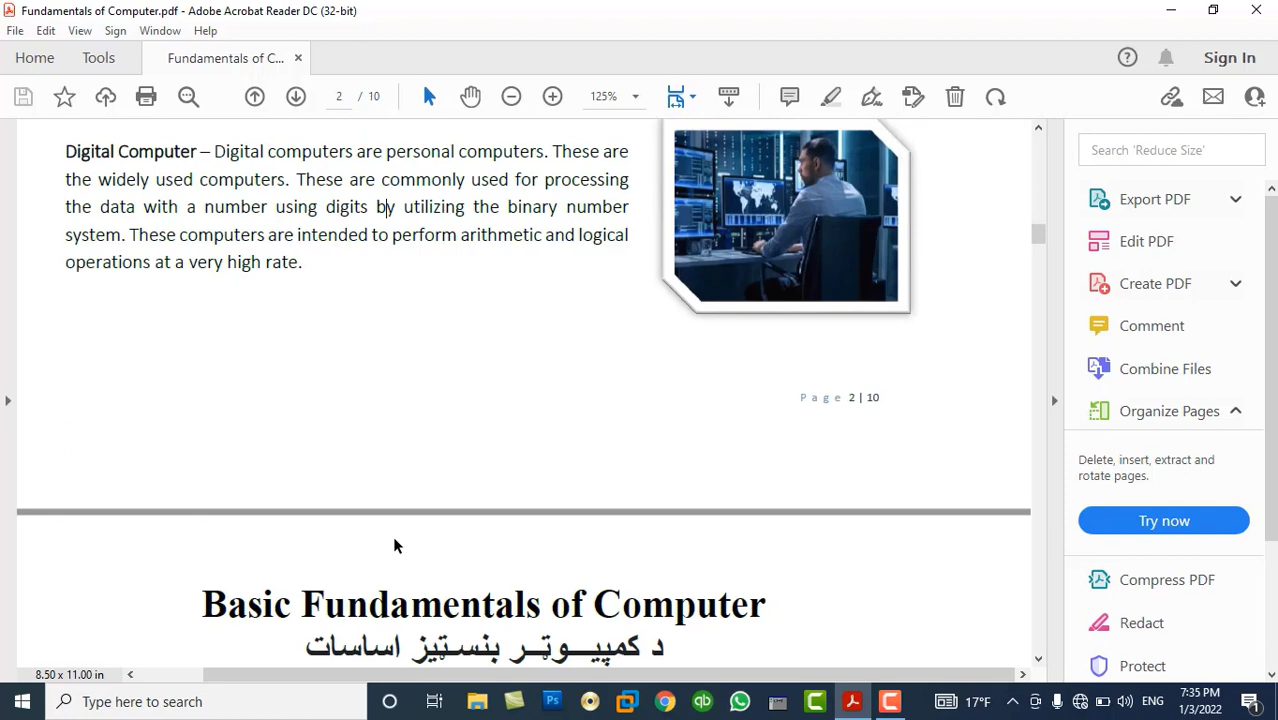 Fundamentals of Computer.pdf - Adobe Acrobat Reader DC (32-bit)
File Edit View Sign Window Help
Home Tools Fundamentals of C... Sign In
2 / 10 125%
Digital Computer – Digital computers are personal computers. These are
the widely used computers. These are commonly used for processing
the data with a number using digits by utilizing the binary number
system. These computers are intended to perform arithmetic and logical
operations at a very high rate.
Page 2 | 10
Basic Fundamentals of Computer
د کمپیــوټــر بنسټیز اساسات
8.50 x 11.00 in
Search 'Reduce Size'
Export PDF
Edit PDF
Create PDF
Comment
Combine Files
Organize Pages
Delete, insert, extract and
rotate pages.
Try now
Compress PDF
Redact
Protect
Type here to search
Ps
qb
17°F
ENG
7:35 PM
1/3/2022
1